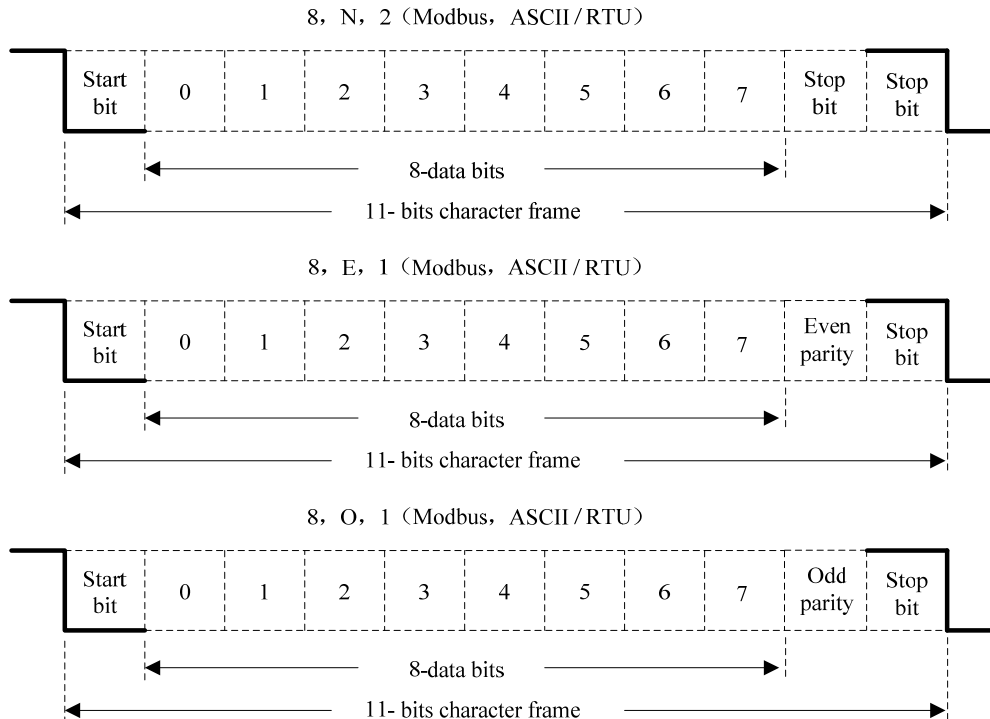 8，N，2（Modbus，ASCII/RTU）
Start bit 0 1 2 3 4 5 6 7 Stop bit Stop bit
8-data bits
11- bits character frame
8，E，1（Modbus，ASCII/RTU）
Start bit 0 1 2 3 4 5 6 7 Even parity Stop bit
8-data bits
11- bits character frame
8，O，1（Modbus，ASCII/RTU）
Start bit 0 1 2 3 4 5 6 7 Odd parity Stop bit
8-data bits
11- bits character frame